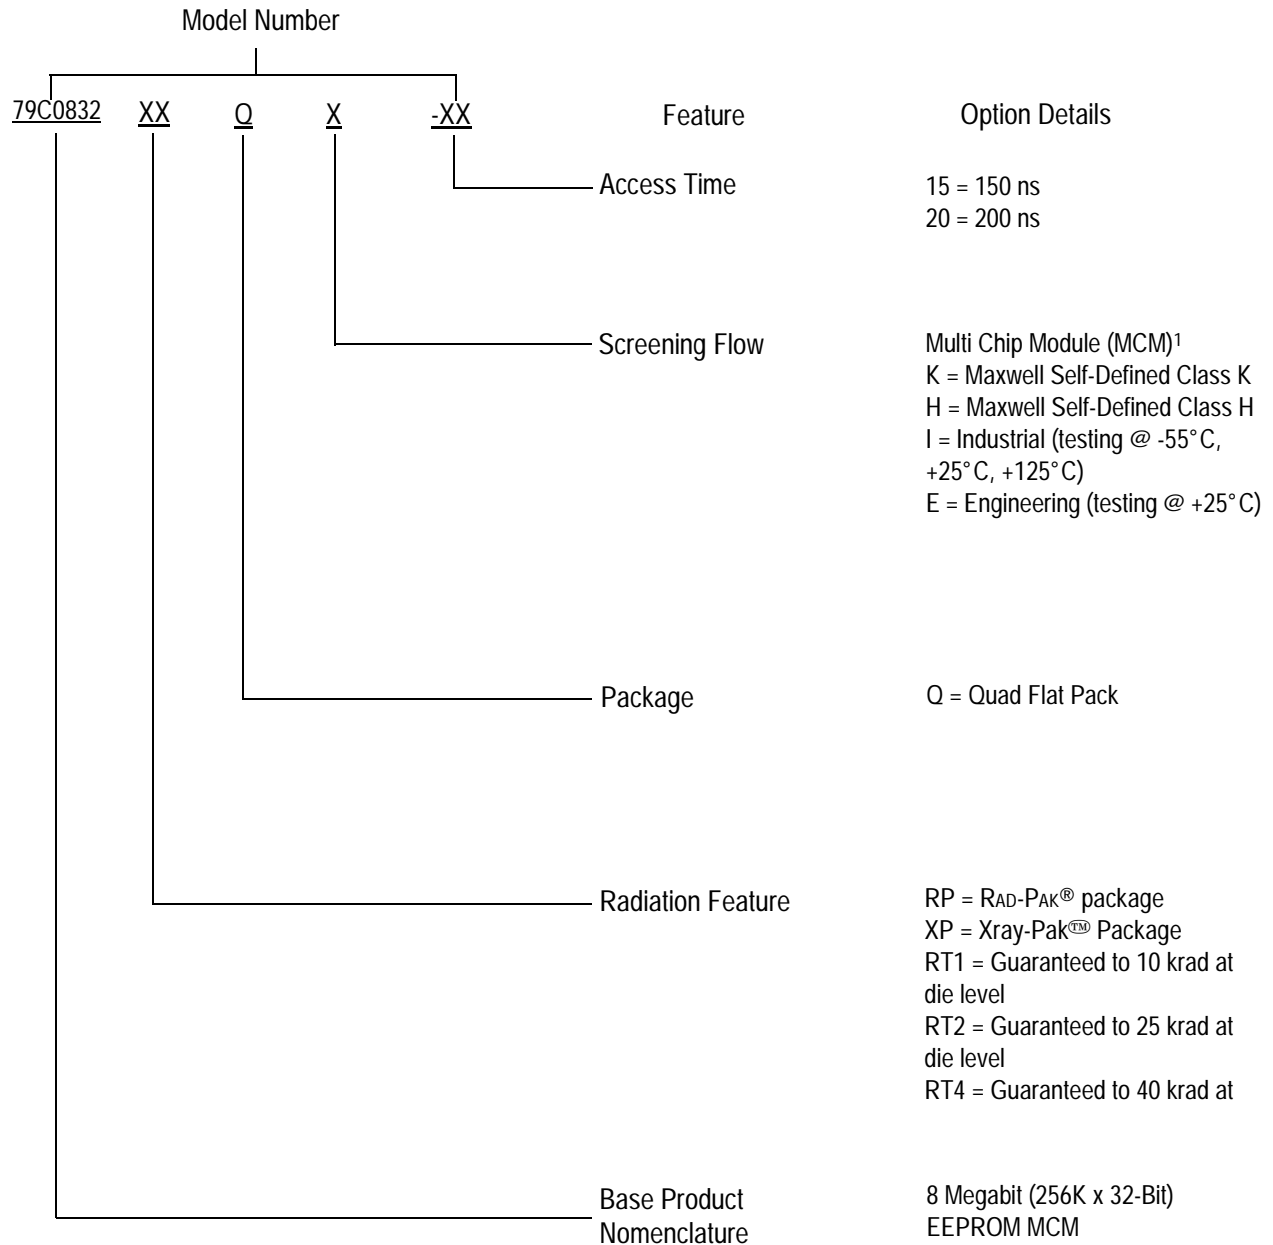 Model Number
79C0832 XX Q X -XX Feature Option Details
Access Time 15 = 150 ns
20 = 200 ns
Screening Flow Multi Chip Module (MCM)1
K = Maxwell Self-Defined Class K
H = Maxwell Self-Defined Class H
I = Industrial (testing @ -55°C,
+25°C, +125°C)
E = Engineering (testing @ +25°C)
Package Q = Quad Flat Pack
Radiation Feature RP = RAD-PAK® package
XP = Xray-Pak™ Package
RT1 = Guaranteed to 10 krad at
die level
RT2 = Guaranteed to 25 krad at
die level
RT4 = Guaranteed to 40 krad at
Base Product 8 Megabit (256K x 32-Bit)
Nomenclature EEPROM MCM